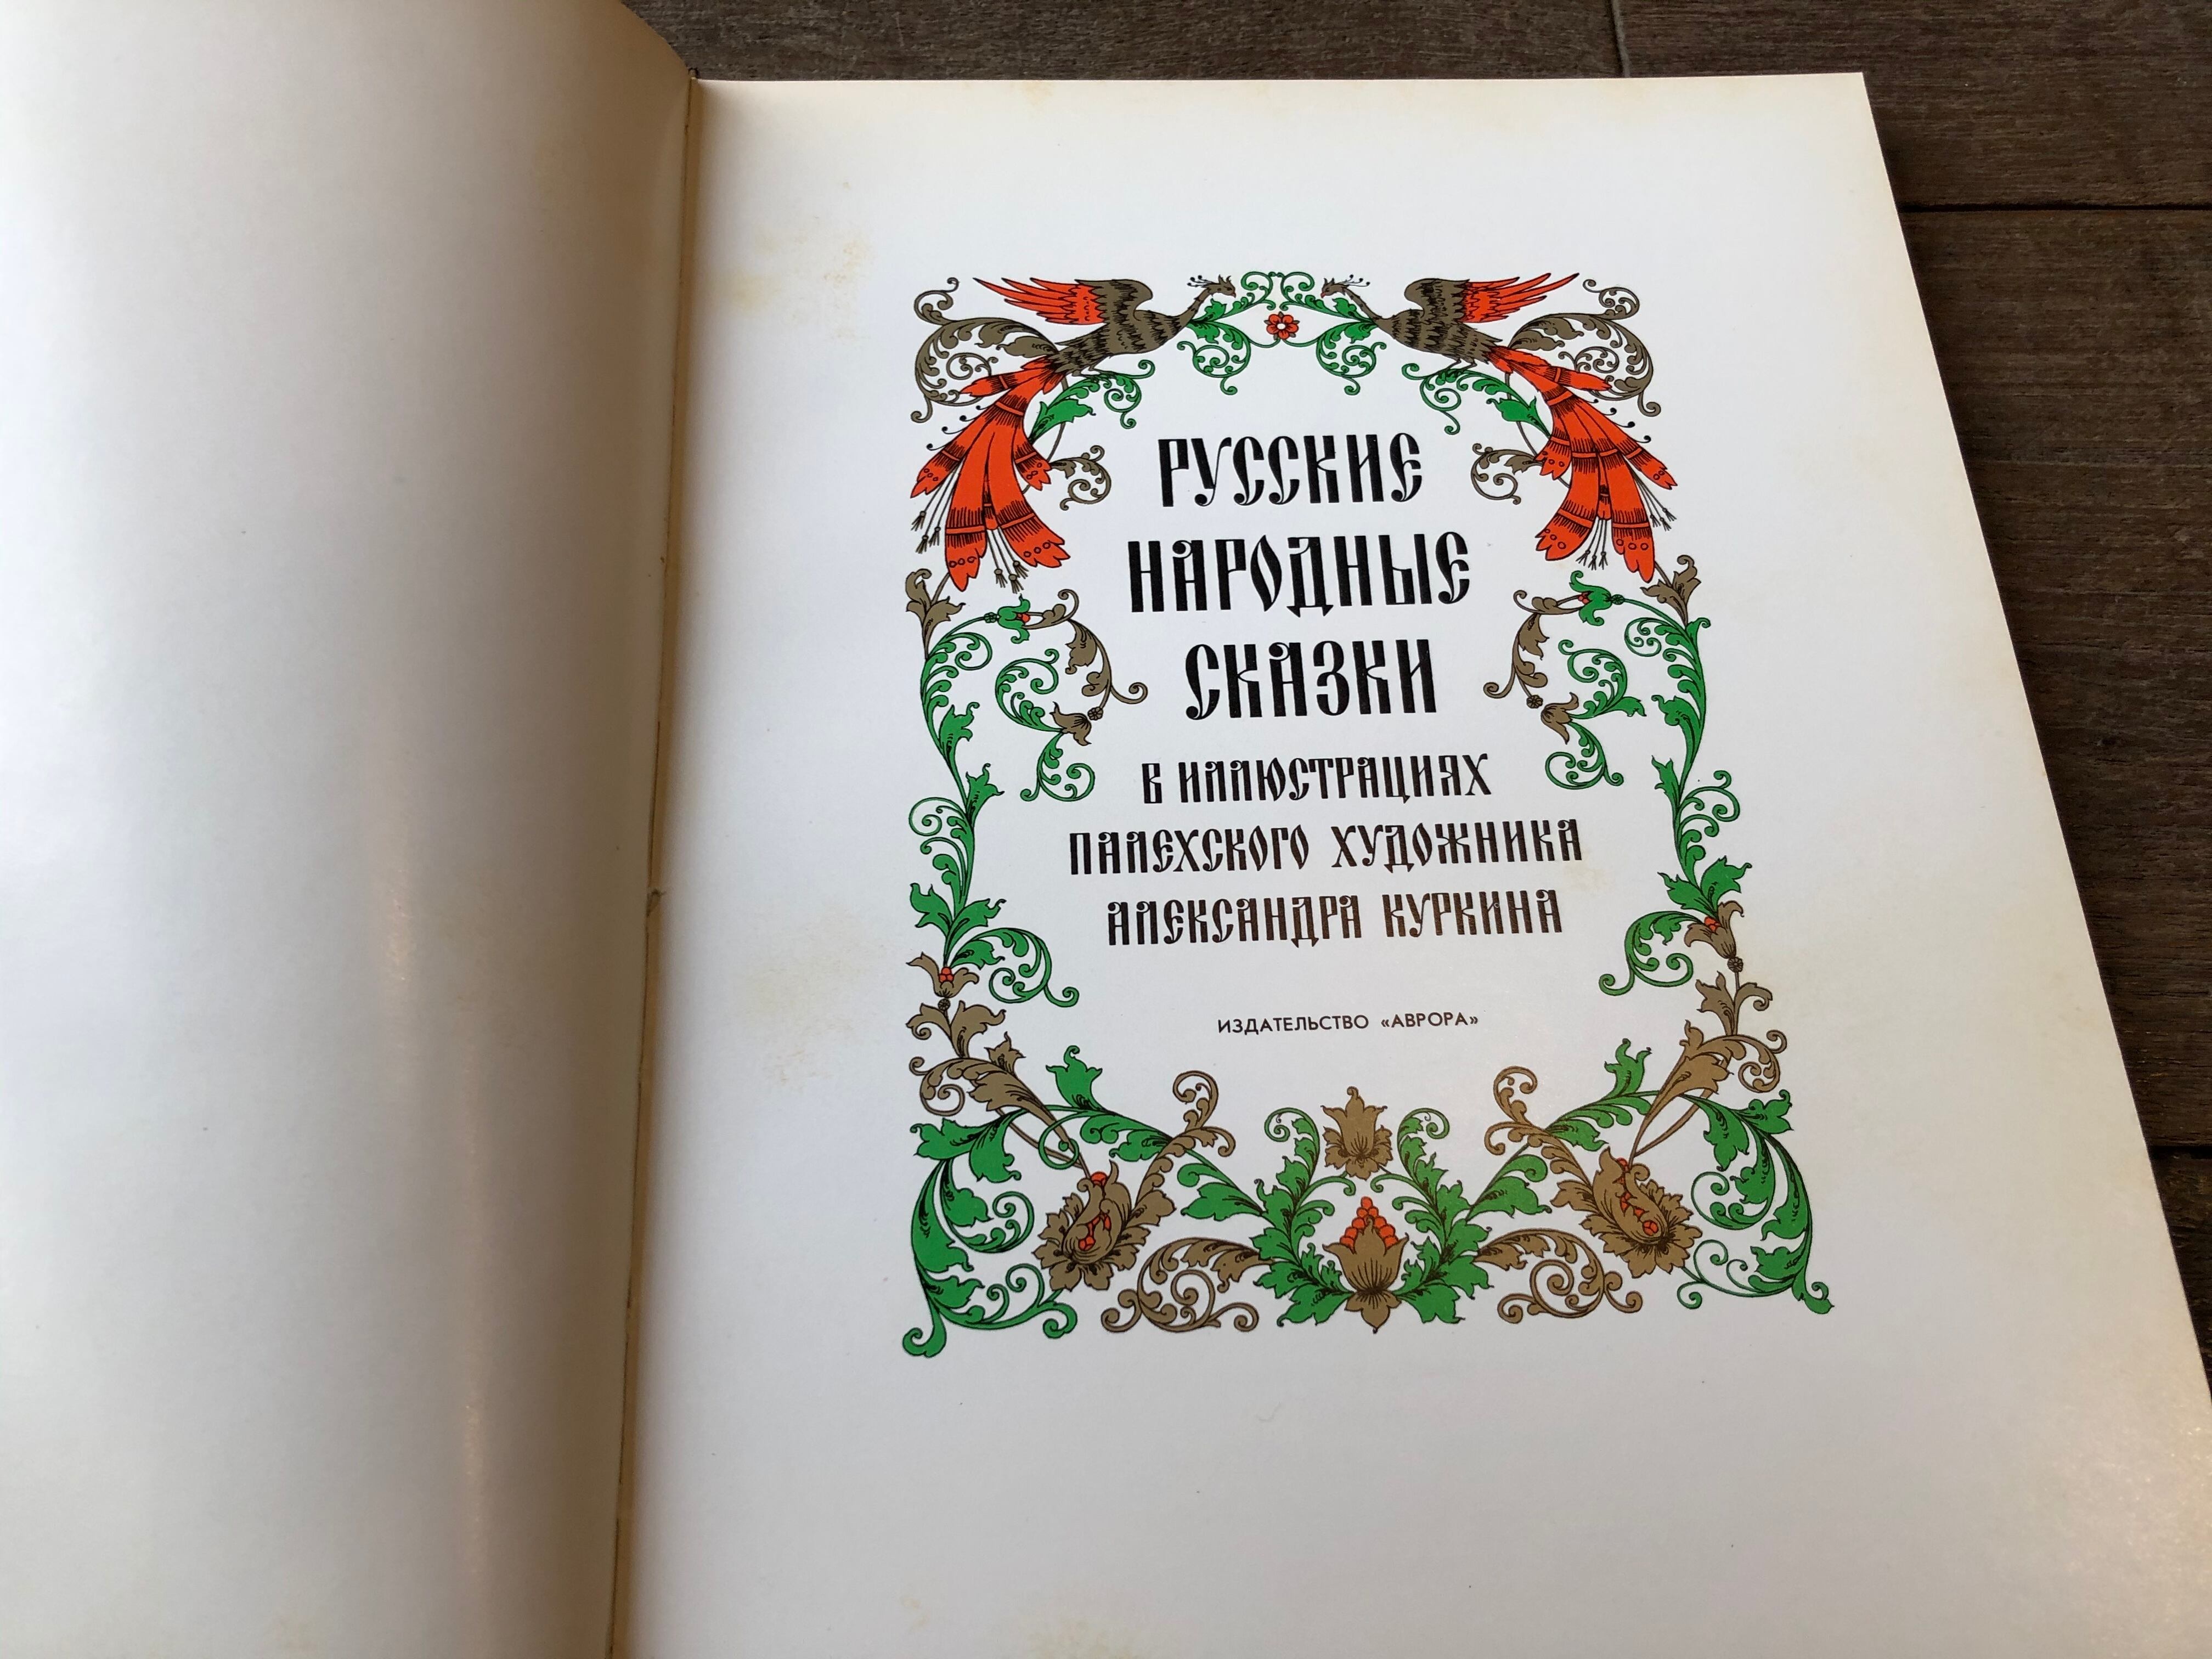 РУССКИЕ
НАРОДНЫЕ
СКАЗКИ
В ИЛЛЮСТРАЦИЯХ
ПАЛЕХСКОГО ХУДОЖНИКА
АЛЕКСАНДРА КУРКИНА
ИЗДАТЕЛЬСТВО «АВРОРА»